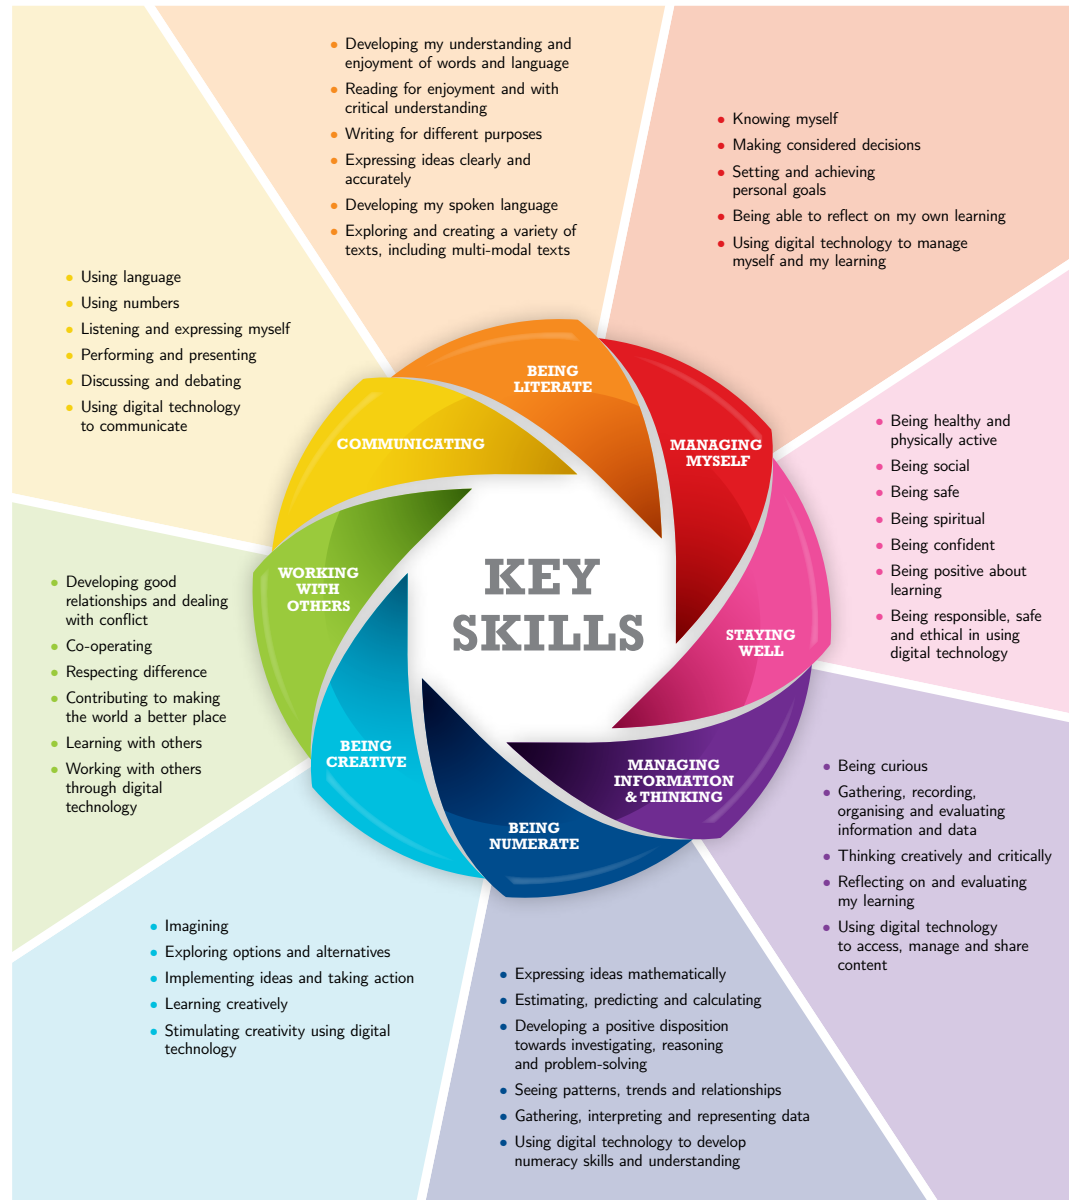 • Developing my understanding and
enjoyment of words and language
• Reading for enjoyment and with
critical understanding
• Writing for different purposes
• Expressing ideas clearly and
accurately
• Developing my spoken language
• Exploring and creating a variety of
texts, including multi-modal texts
• Knowing myself
• Making considered decisions
• Setting and achieving
personal goals
• Being able to reflect on my own learning
• Using digital technology to manage
myself and my learning
• Using language
• Using numbers
• Listening and expressing myself
• Performing and presenting
• Discussing and debating
• Using digital technology
to communicate
• Being healthy and
physically active
• Being social
• Being safe
• Being spiritual
• Being confident
• Being positive about
learning
• Being responsible, safe
and ethical in using
digital technology
BEING
LITERATE
MANAGING
MYSELF
COMMUNICATING
STAYING
WELL
WORKING
WITH
OTHERS
KEY
SKILLS
BEING
CREATIVE
MANAGING
INFORMATION
& THINKING
BEING
NUMERATE
• Developing good
relationships and dealing
with conflict
• Co-operating
• Respecting difference
• Contributing to making
the world a better place
• Learning with others
• Working with others
through digital
technology
• Being curious
• Gathering, recording,
organising and evaluating
information and data
• Thinking creatively and critically
• Reflecting on and evaluating
my learning
• Using digital technology
to access, manage and share
content
• Imagining
• Exploring options and alternatives
• Implementing ideas and taking action
• Learning creatively
• Stimulating creativity using digital
technology
• Expressing ideas mathematically
• Estimating, predicting and calculating
• Developing a positive disposition
towards investigating, reasoning
and problem-solving
• Seeing patterns, trends and relationships
• Gathering, interpreting and representing data
• Using digital technology to develop
numeracy skills and understanding